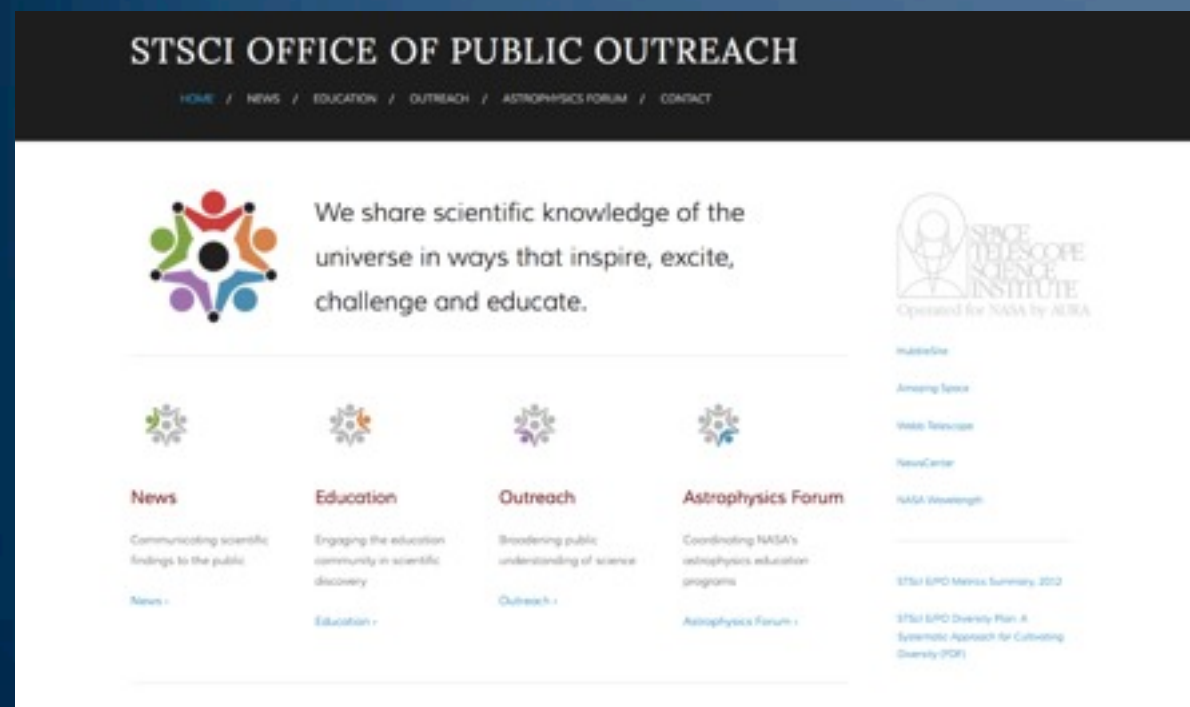 STSCI OFFICE OF PUBLIC OUTREACH
HOME / NEWS / EDUCATION / OUTREACH / ASTROPHYSICS FORUM / CONTACT
We share scientific knowledge of the
universe in ways that inspire, excite,
challenge and educate.
SPACE
TELESCOPE
SCIENCE
INSTITUTE
Operated for NASA by AURA
HubbleSite
Amazing Space
Webb Telescope
NewsCenter
NASA Wavelength
News
Communicating scientific
findings to the public
News ›
Education
Engaging the education
community in scientific
discovery
Education ›
Outreach
Broadening public
understanding of science
Outreach ›
Astrophysics Forum
Coordinating NASA's
astrophysics education
programs
Astrophysics Forum ›
STScI E/PO Metrics Summary, 2012
STScI E/PO Diversity Plan: A
Systematic Approach for Cultivating
Diversity (PDF)